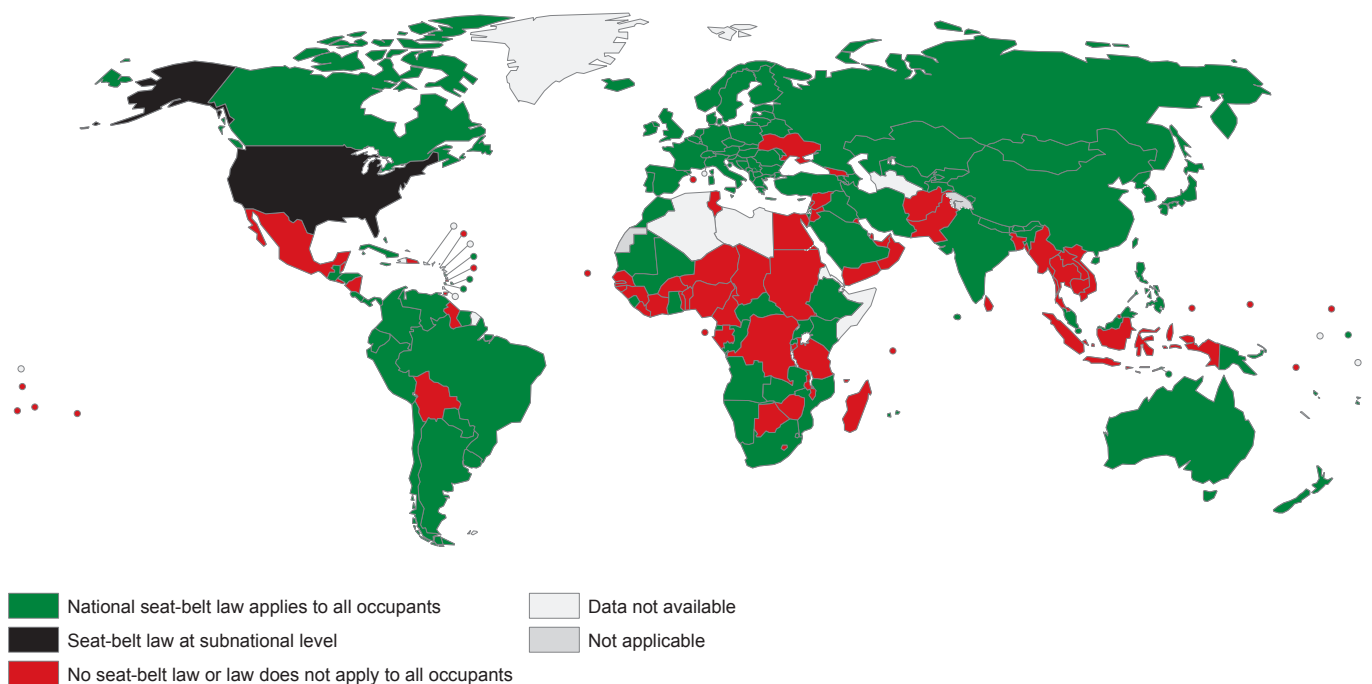 National seat-belt law applies to all occupants
Data not available
Seat-belt law at subnational level
Not applicable
No seat-belt law or law does not apply to all occupants